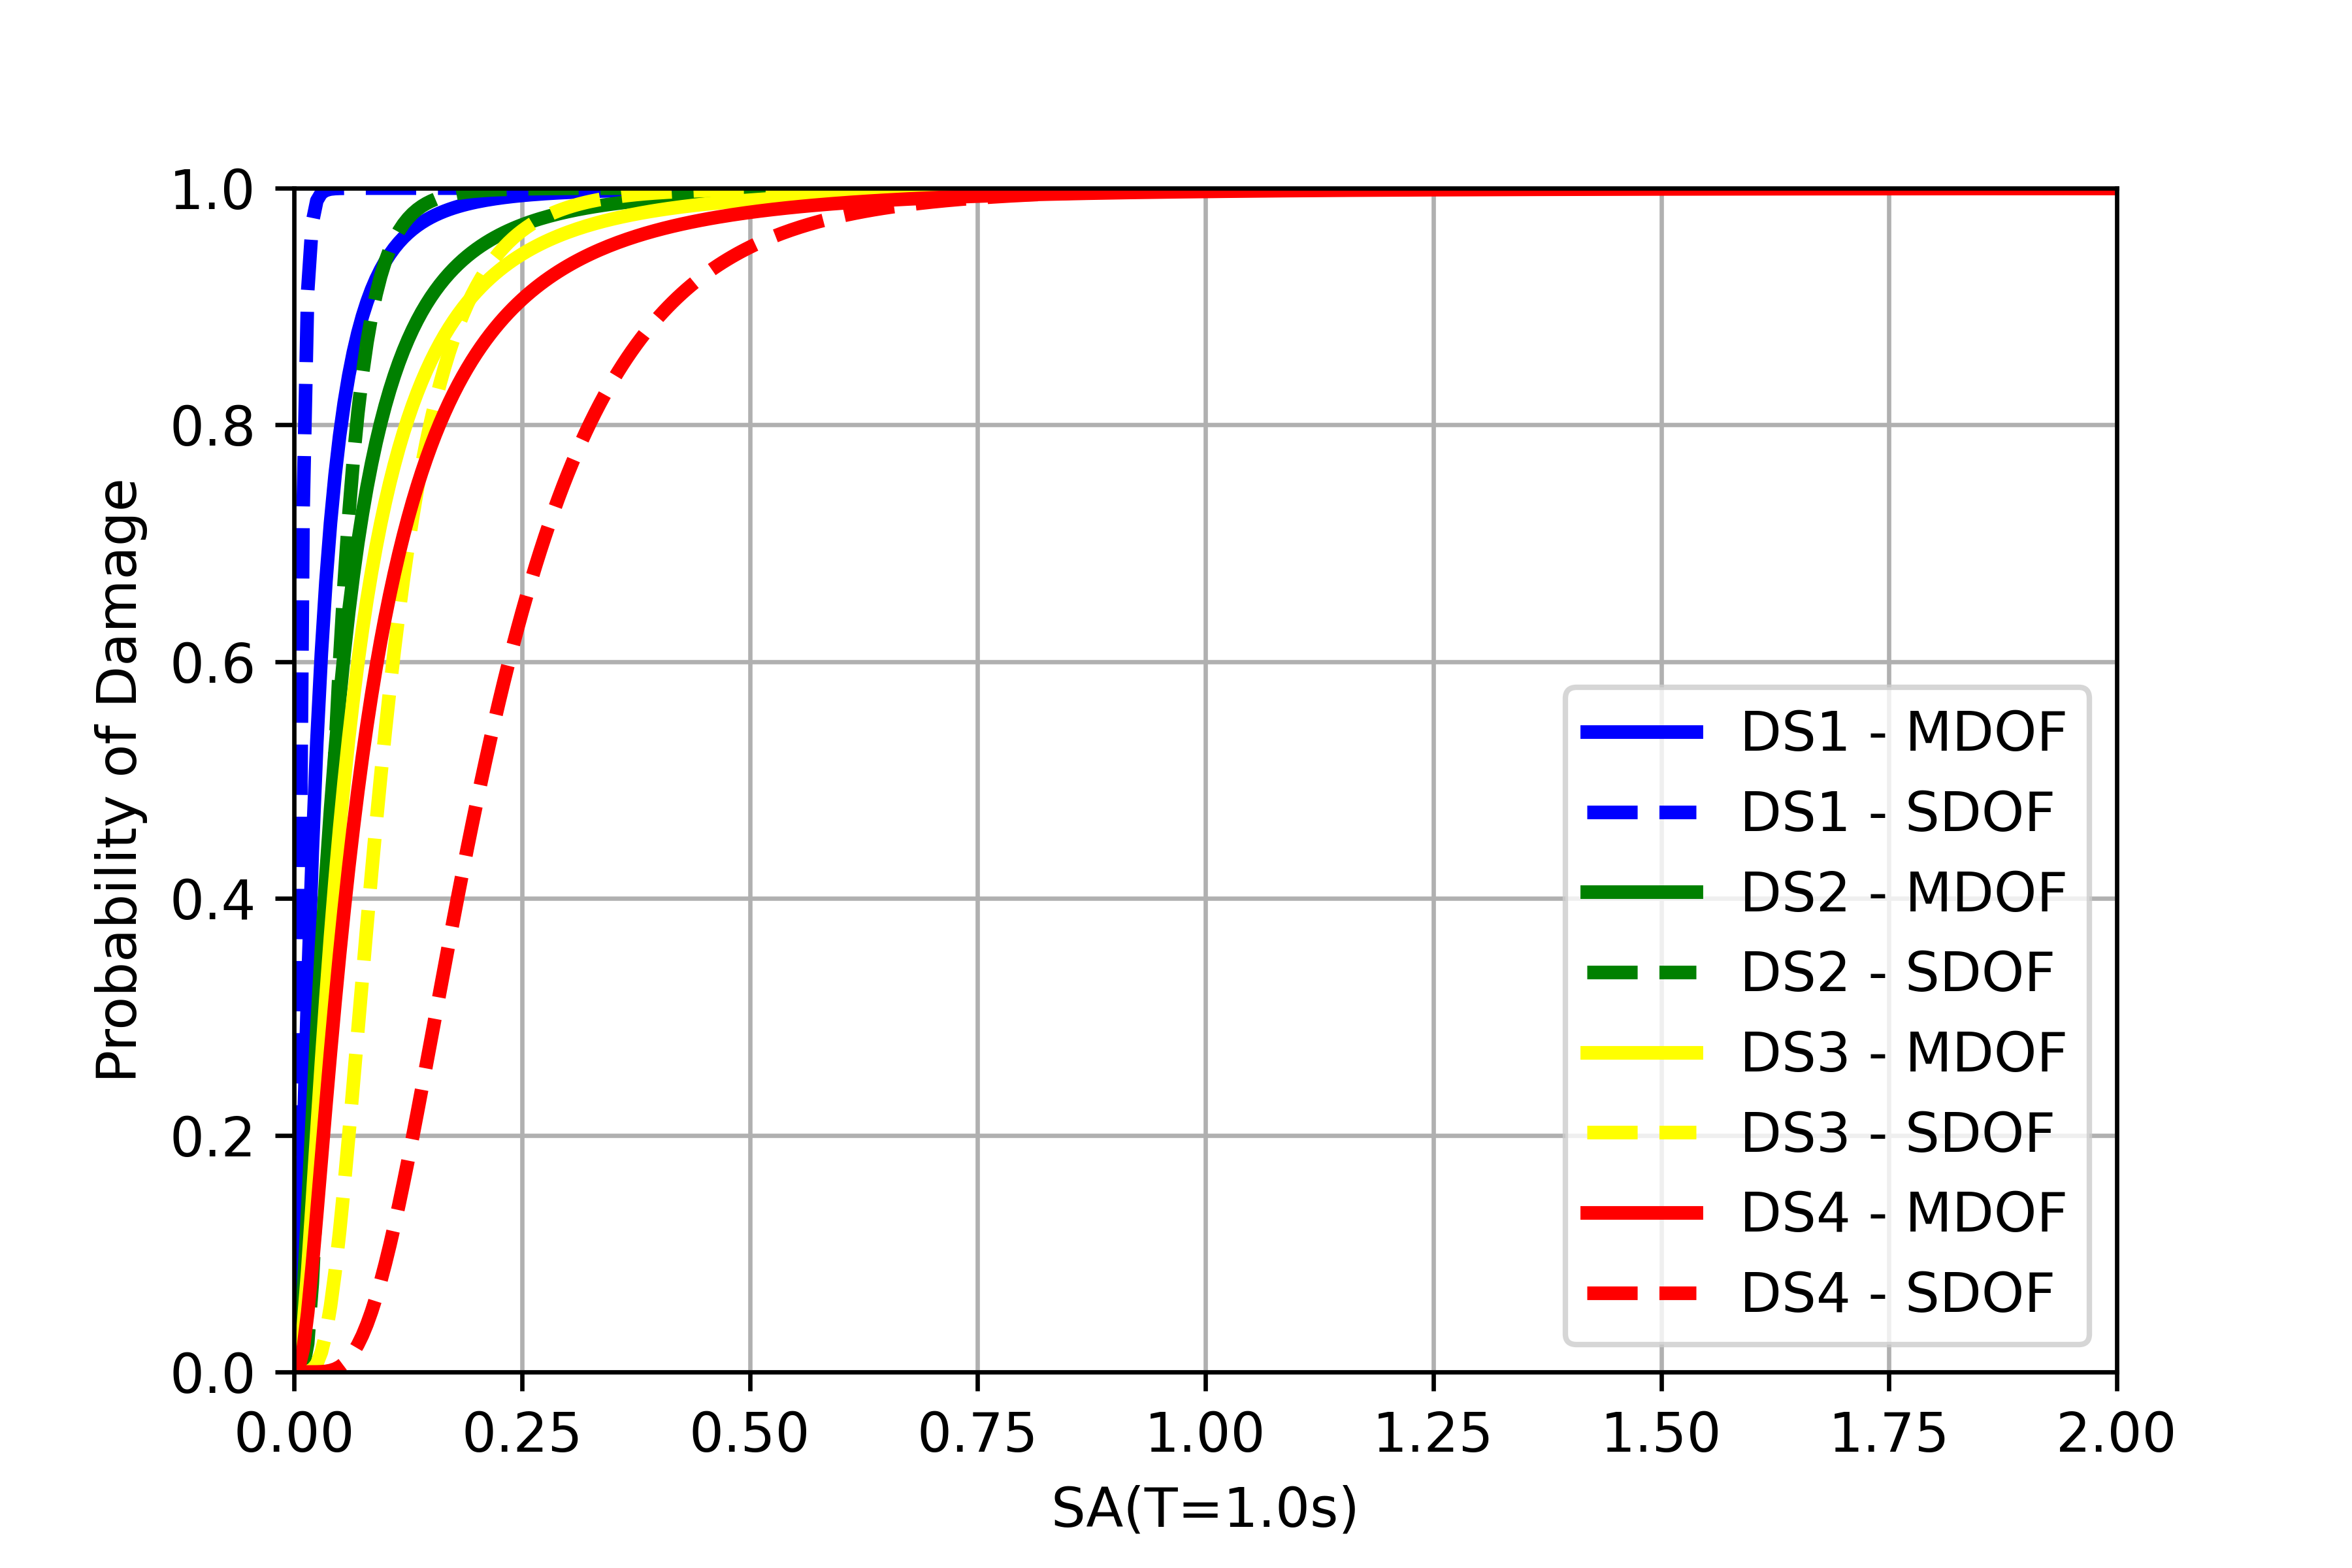 1.0
0.8
0.6
0.4
0.2
0.0
Probability of Damage
0.00 0.25 0.50 0.75 1.00 1.25 1.50 1.75 2.00
SA(T=1.0s)
DS1 - MDOF
DS1 - SDOF
DS2 - MDOF
DS2 - SDOF
DS3 - MDOF
DS3 - SDOF
DS4 - MDOF
DS4 - SDOF